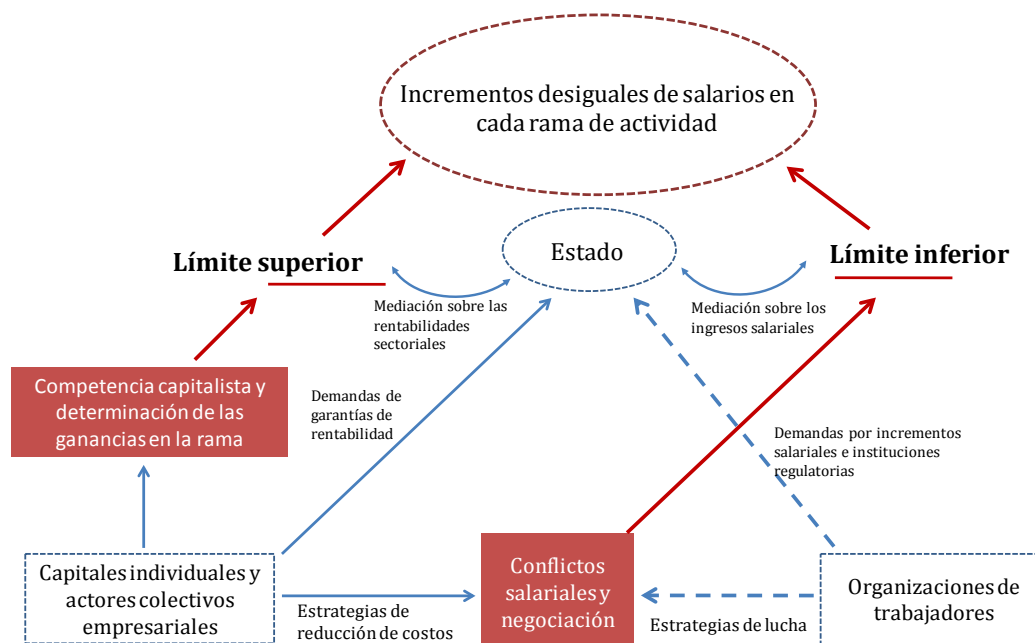 Incrementos desiguales de salarios en
cada rama de actividad
Estado
Límite superior
Límite inferior
Mediación sobre las
rentabilidades
sectoriales
Mediación sobre los
ingresos salariales
Competencia capitalista y
determinación de las
ganancias en la rama
Demandas de
garantías de
rentabilidad
Demandas por incrementos
salariales e instituciones
regulatorias
Capitales individuales y
actores colectivos
empresariales
Estrategias de
reducción de costos
Conflictos
salariales y
negociación
Estrategias de lucha
Organizaciones de
trabajadores